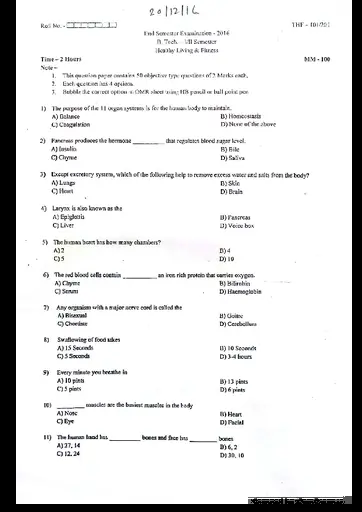 20/12/16
Roll No. -
THF - 101/201
End Semester Examination - 2016
B. Tech. - VII Semester
Healthy Living & Fitness
Time – 2 Hours MM - 100
Note –
1. This question paper contains 50 objective type questions of 2 Marks each.
2. Each question has 4 options.
3. Bubble the correct option in OMR sheet using HB pencil or ball point pen.
1) The purpose of the 11 organ systems is for the human body to maintain.
A) Balance B) Homeostasis
C) Coagulation D) None of the above
2) Pancreas produces the hormone ________ that regulates blood sugar level.
A) Insulin B) Bile
C) Chyme D) Saliva
3) Except excretory system, which of the following help to remove excess water and salts from the body?
A) Lungs B) Skin
C) Heart D) Brain
4) Larynx is also known as the
A) Epiglottis B) Pancreas
C) Liver D) Voice box
5) The human heart has how many chambers?
A) 2 B) 4
C) 5 D) 10
6) The red blood cells contain ________ an iron rich protein that carries oxygen.
A) Chyme B) Bilirubin
C) Serum D) Haemoglobin
7) Any organism with a major nerve cord is called the
A) Bisexual B) Goitre
C) Chordate D) Cerebellum
8) Swallowing of food takes
A) 15 Seconds B) 10 Seconds
C) 5 Seconds D) 3-4 hours
9) Every minute you breathe in
A) 10 pints B) 13 pints
C) 5 pints D) 6 pints
10) ________ muscles are the busiest muscles in the body
A) Nose B) Heart
C) Eye D) Facial
11) The human hand has ________ bones and face has ________ bones
A) 27, 14 B) 6, 2
C) 12, 24 D) 20, 10